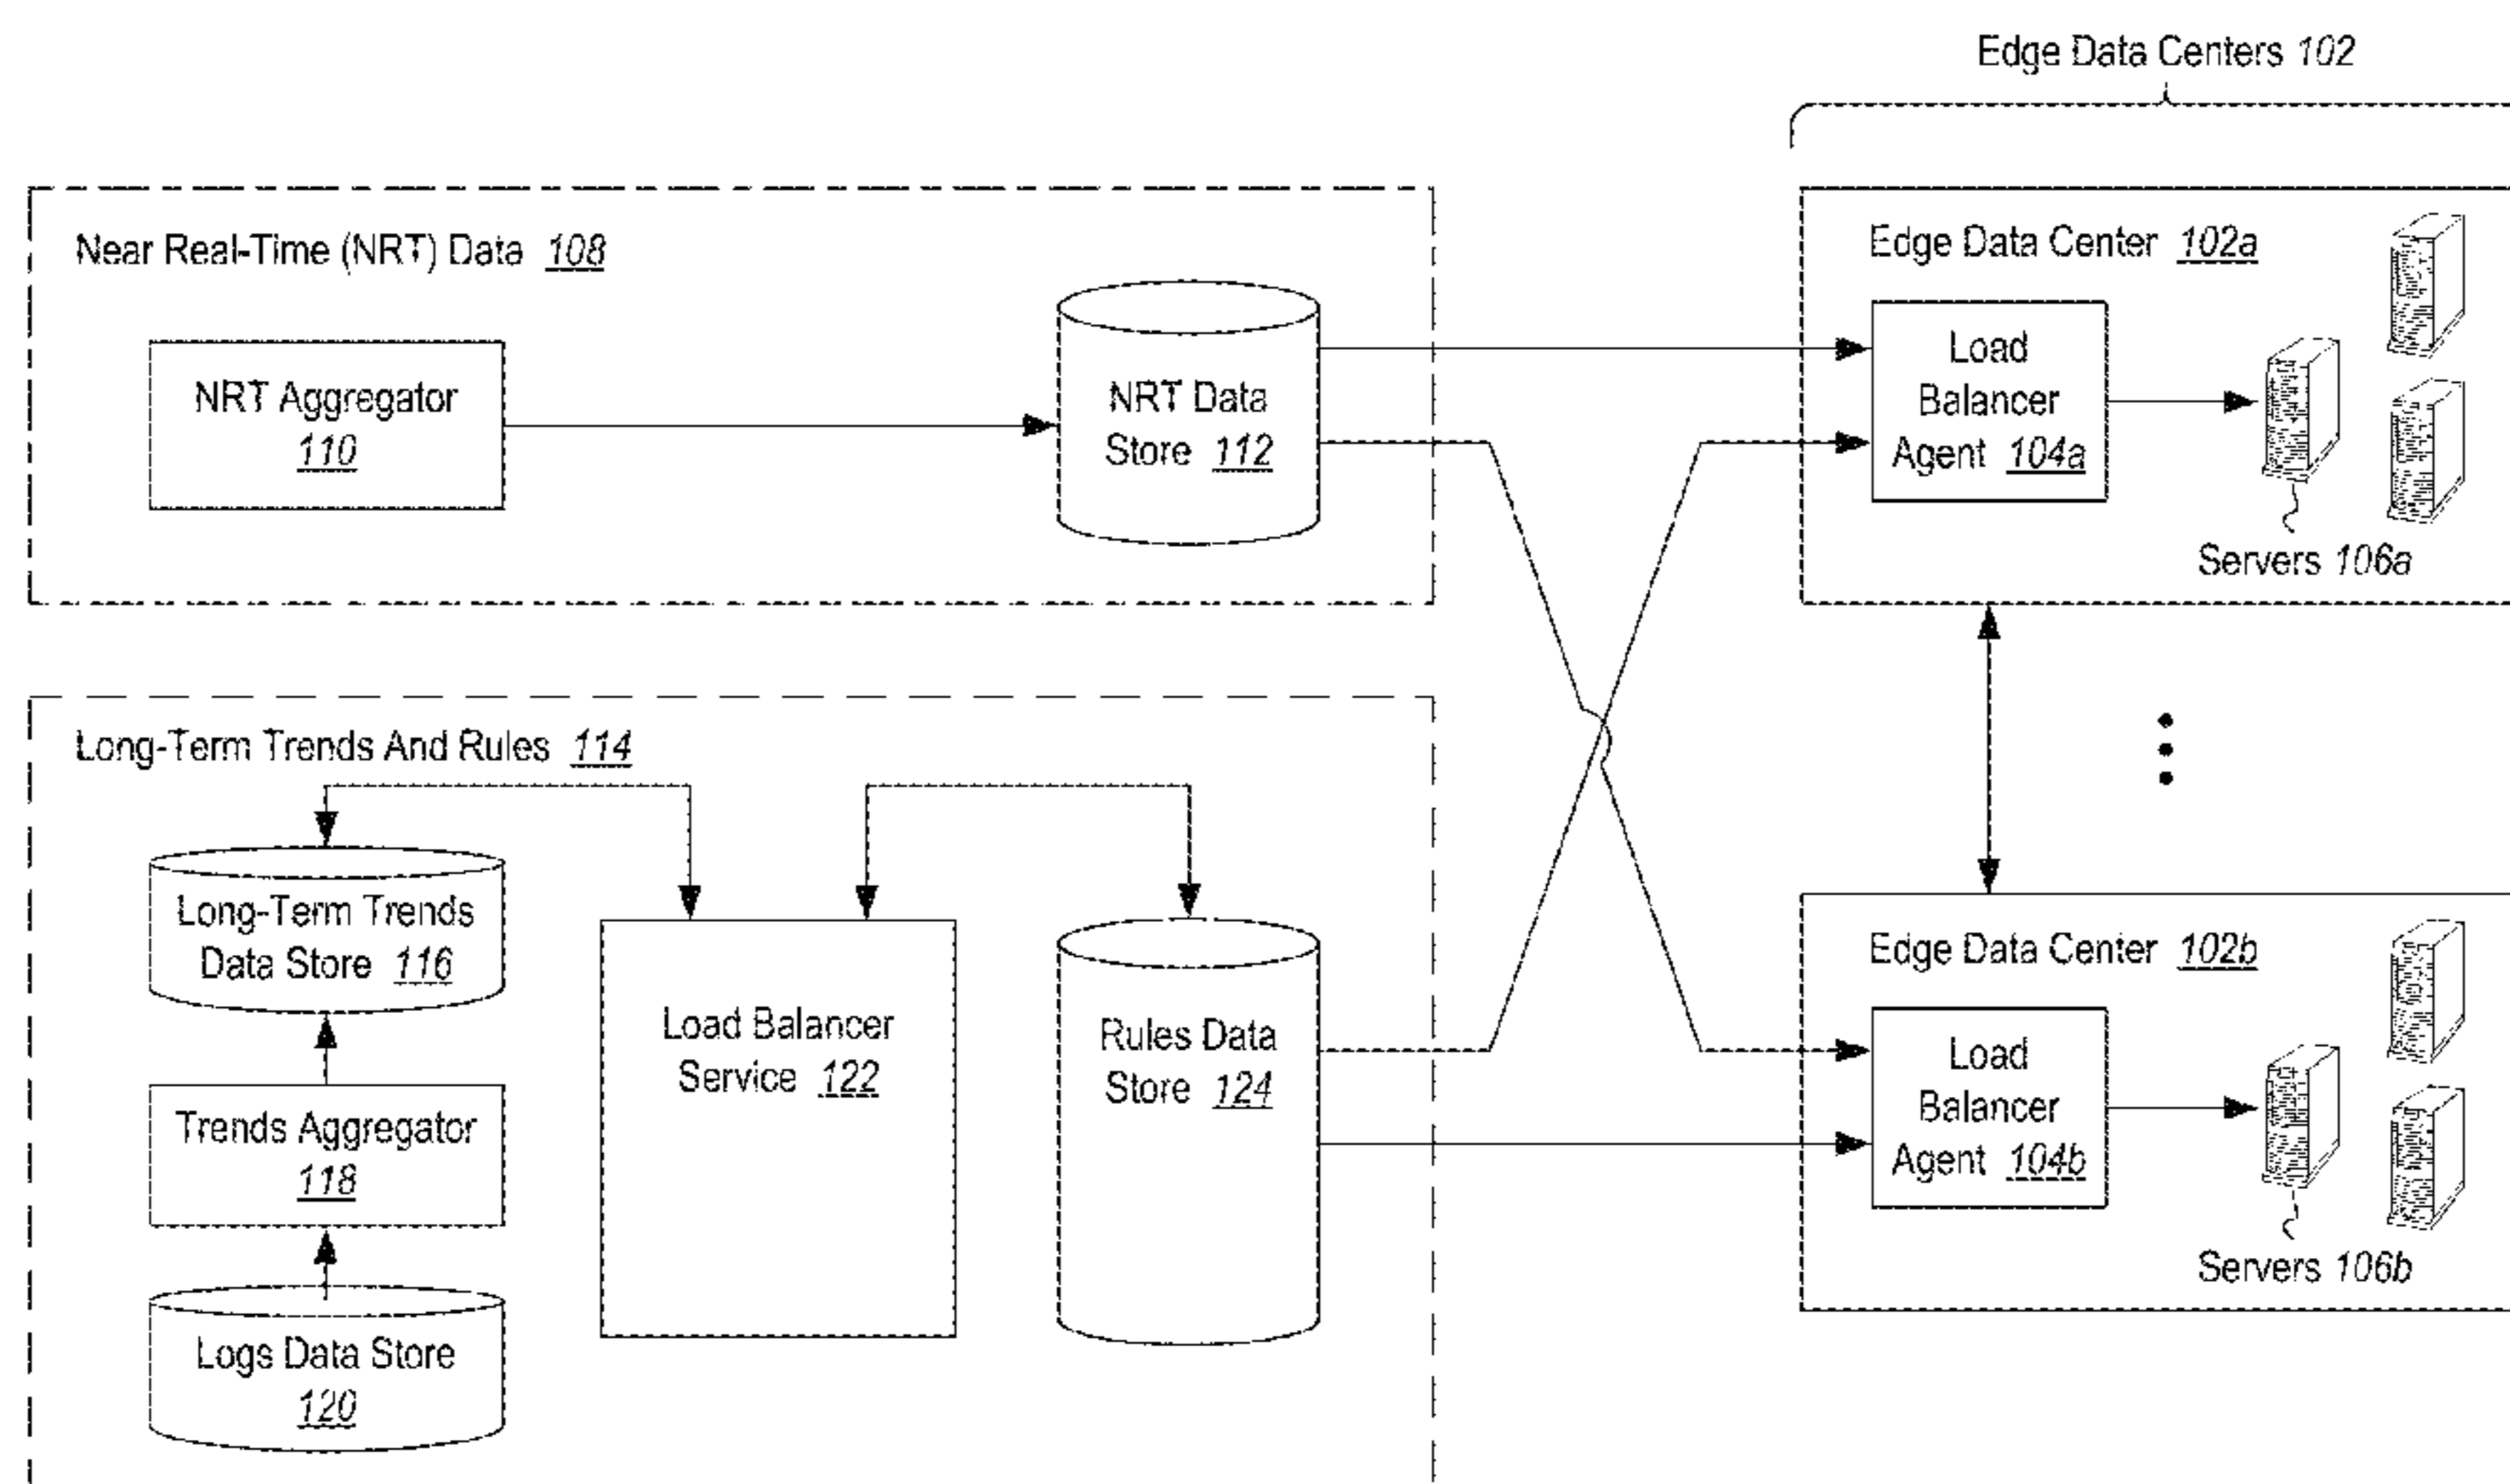 Edge Data Centers 102
Near Real-Time (NRT) Data 108
NRT Aggregator
110
NRT Data
Store 112
Edge Data Center 102a
Load
Balancer
Agent 104a
Servers 106a
Long-Term Trends And Rules 114
Long-Term Trends
Data Store 116
Trends Aggregator
118
Logs Data Store
120
Load Balancer
Service 122
Rules Data
Store 124
Edge Data Center 102b
Load
Balancer
Agent 104b
Servers 106b